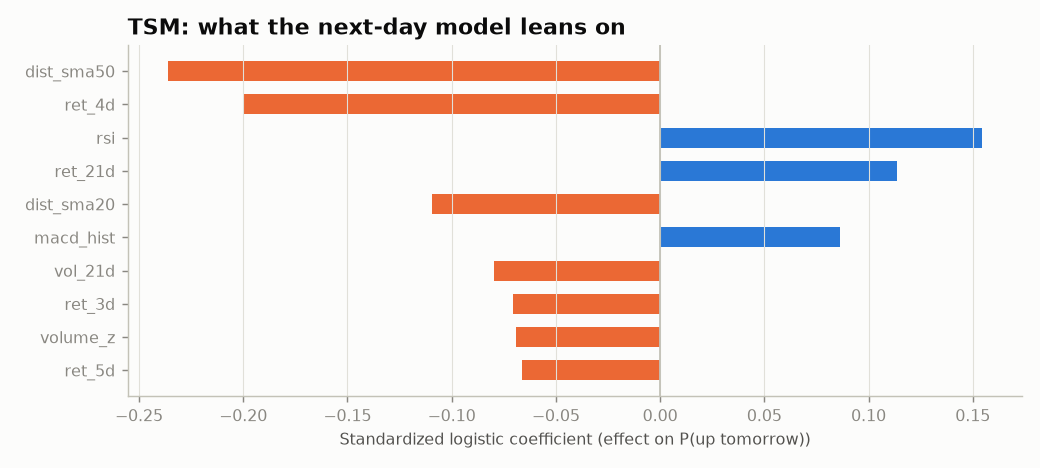 TSM: what the next-day model leans on
dist_sma50
ret_4d
rsi
ret_21d
dist_sma20
macd_hist
vol_21d
ret_3d
volume_z
ret_5d
−0.25 −0.20 −0.15 −0.10 −0.05 0.00 0.05 0.10 0.15
Standardized logistic coefficient (effect on P(up tomorrow))